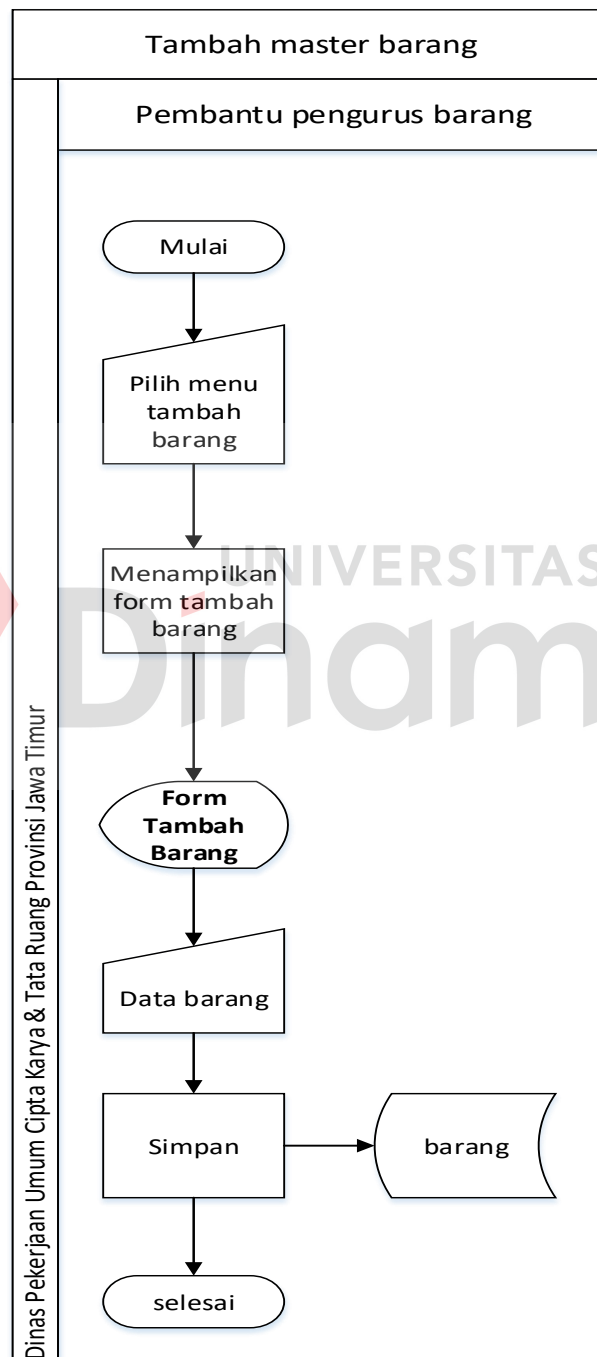 Tambah master barang
Pembantu pengurus barang
Dinas Pekerjaan Umum Cipta Karya & Tata Ruang Provinsi Jawa Timur
Mulai
Pilih menu
tambah
barang
UNIVERSITAS
Dinam
Menampilkan
form tambah
barang
Form
Tambah
Barang
Data barang
Simpan
barang
selesai